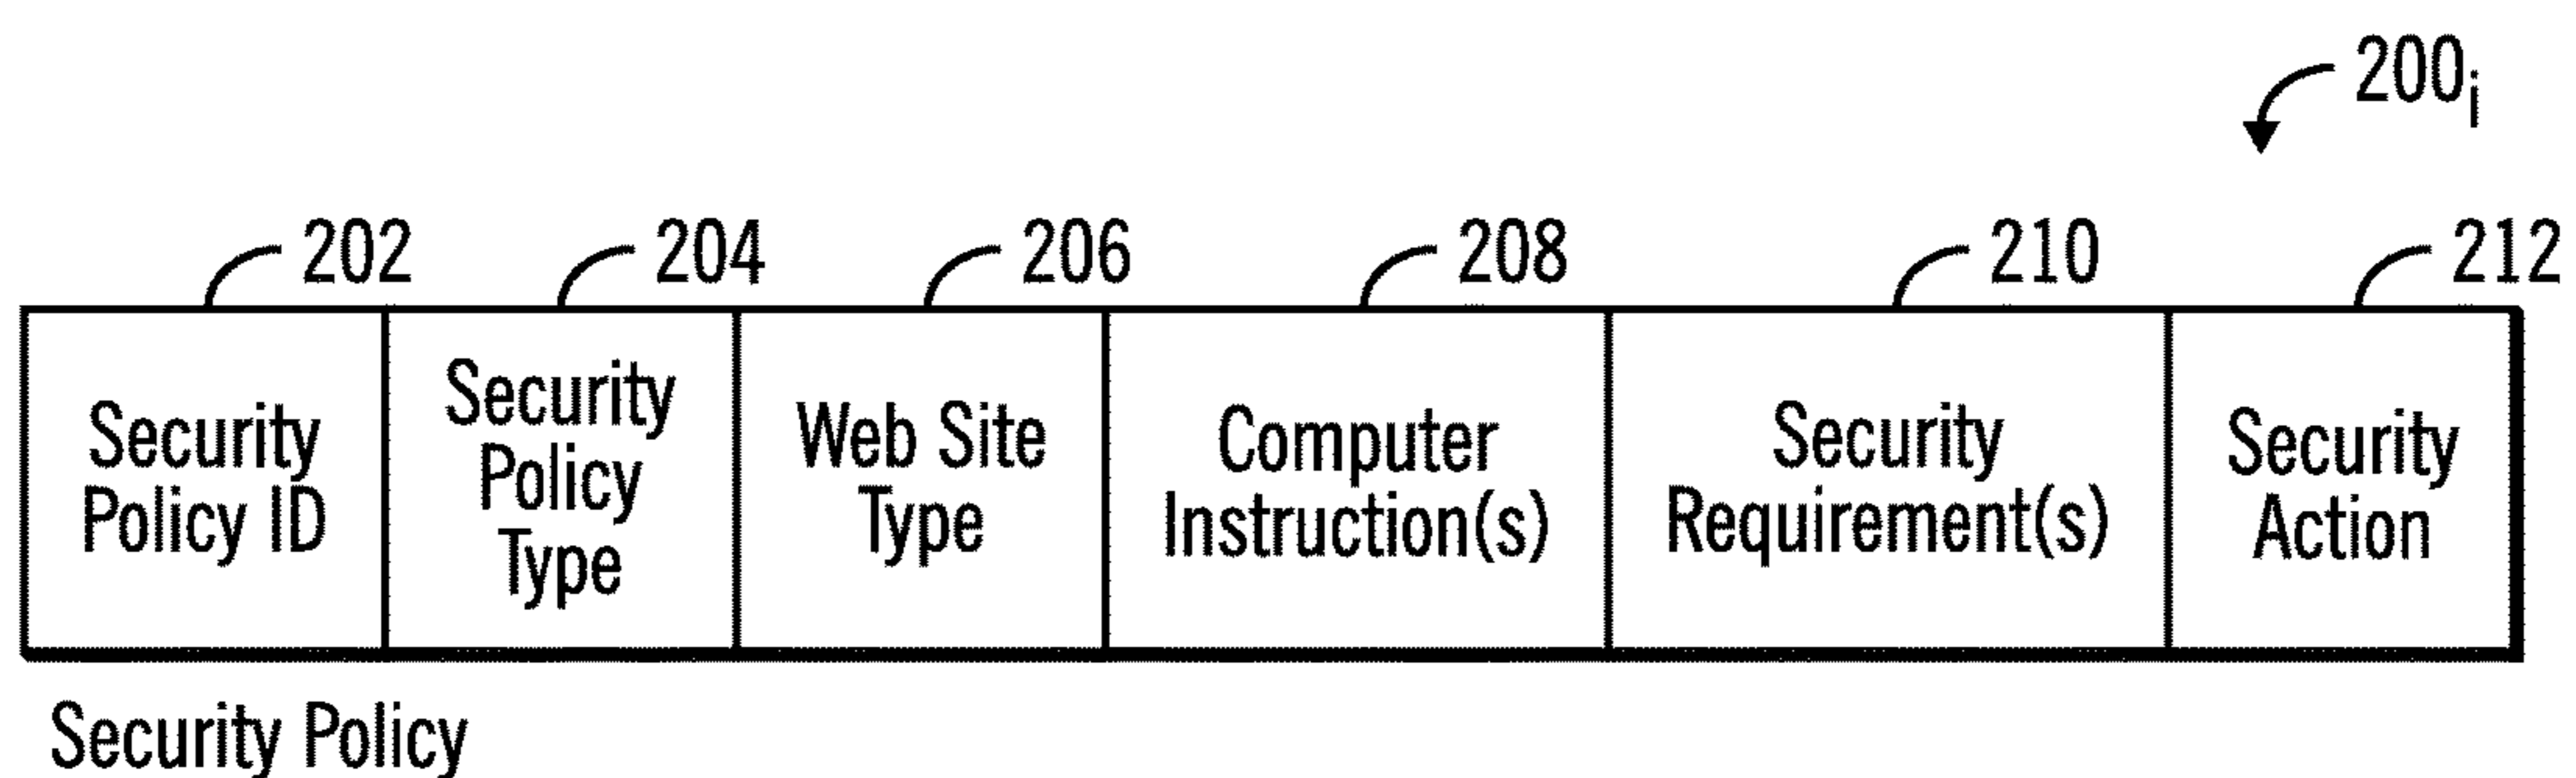 200i
202
204
206
208
210
212
Security
Policy ID
Security
Policy
Type
Web Site
Type
Computer
Instruction(s)
Security
Requirement(s)
Security
Action
Security Policy